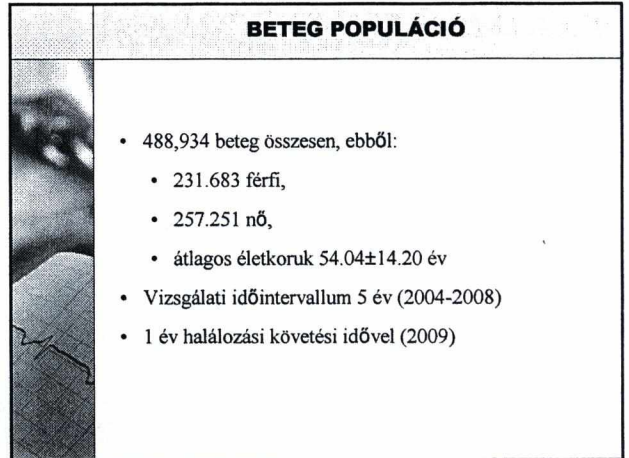 BETEG POPULÁCIÓ
• 488,934 beteg összesen, ebből:
• 231.683 férfi,
• 257.251 nő,
• átlagos életkoruk 54.04±14.20 év
• Vizsgálati időintervallum 5 év (2004-2008)
• 1 év halálozási követési idővel (2009)